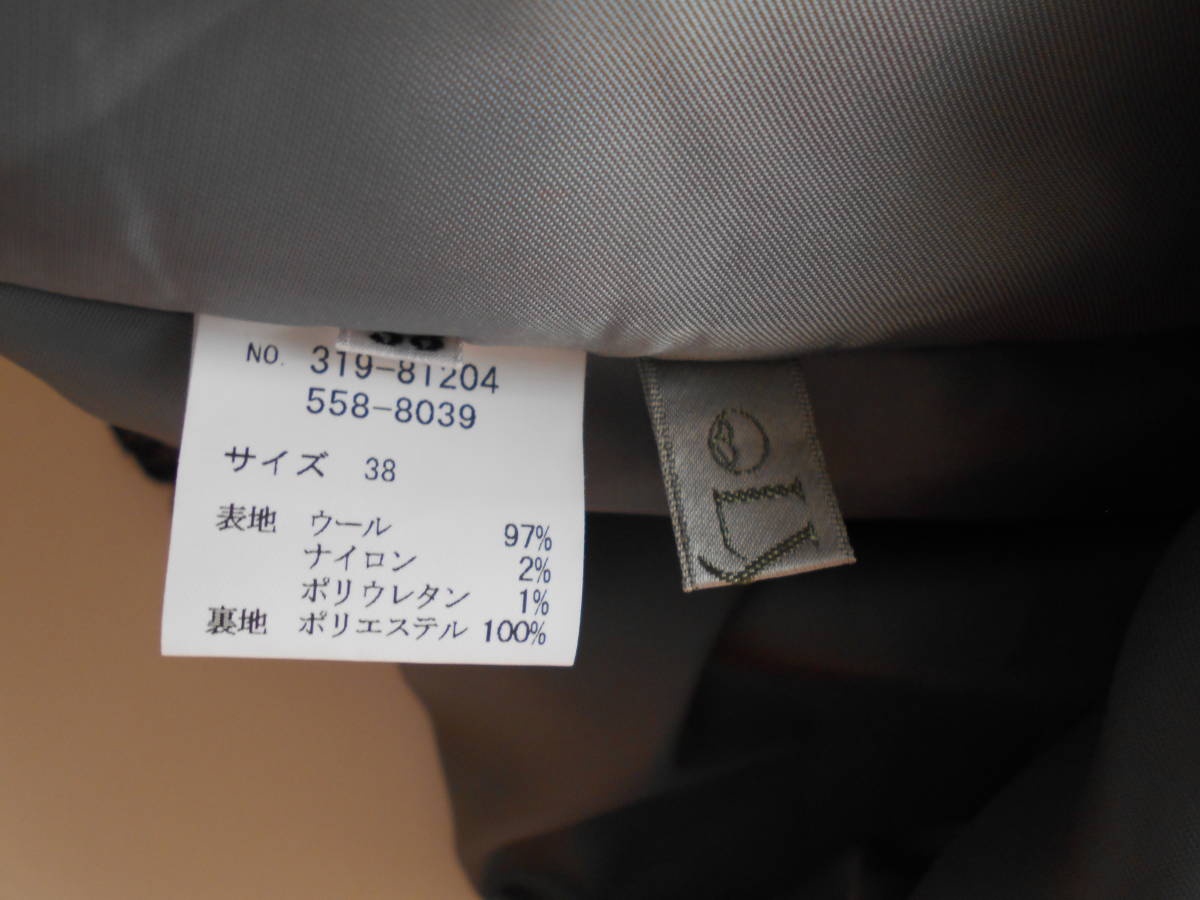 NO. 319-81204
558-8039
サイズ 38
表地 ウール 97%
ナイロン 2%
ポリウレタン 1%
裏地 ポリエステル 100%